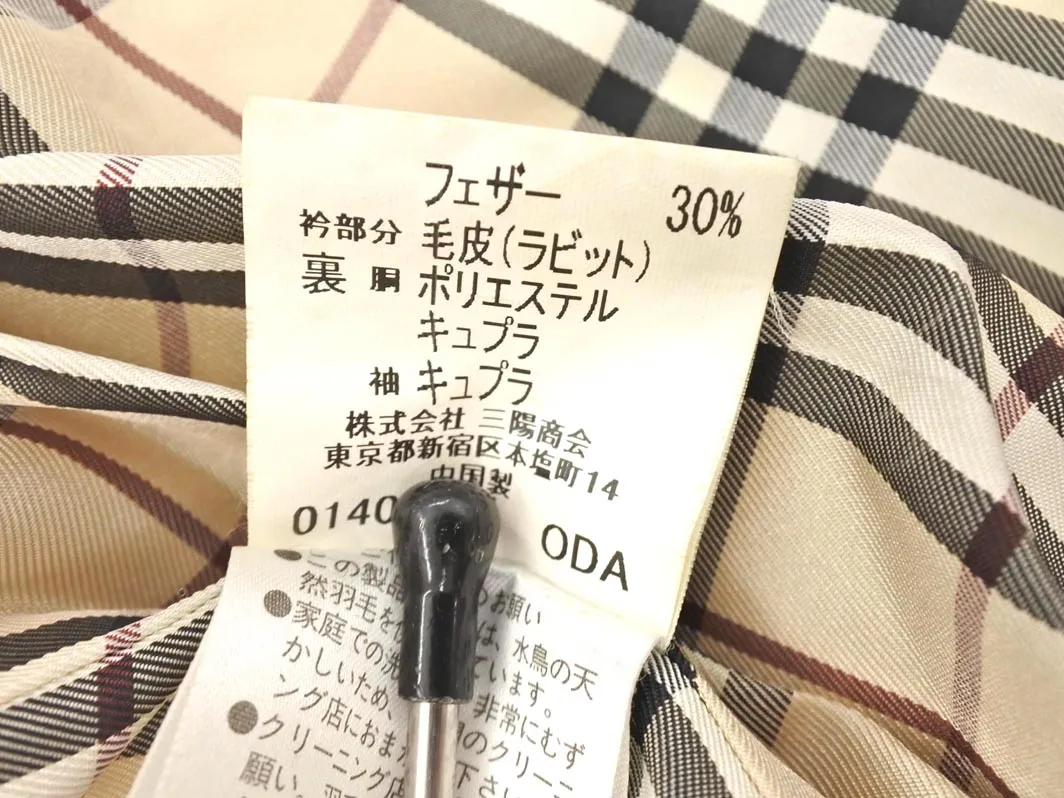 フェザー 30%
衿部分 毛皮(ラビット)
裏 胴 ポリエステル
キュプラ
袖 キュプラ
株式会社 三陽商会
東京都新宿区本塩町14
中国製
0140 ODA
この製品 のお願い
然羽毛を は、水鳥の天
家庭での洗 ています。
かしいため、 非常にむず
ング店におま のクリーニ
クリーニング店 下さい
願い。